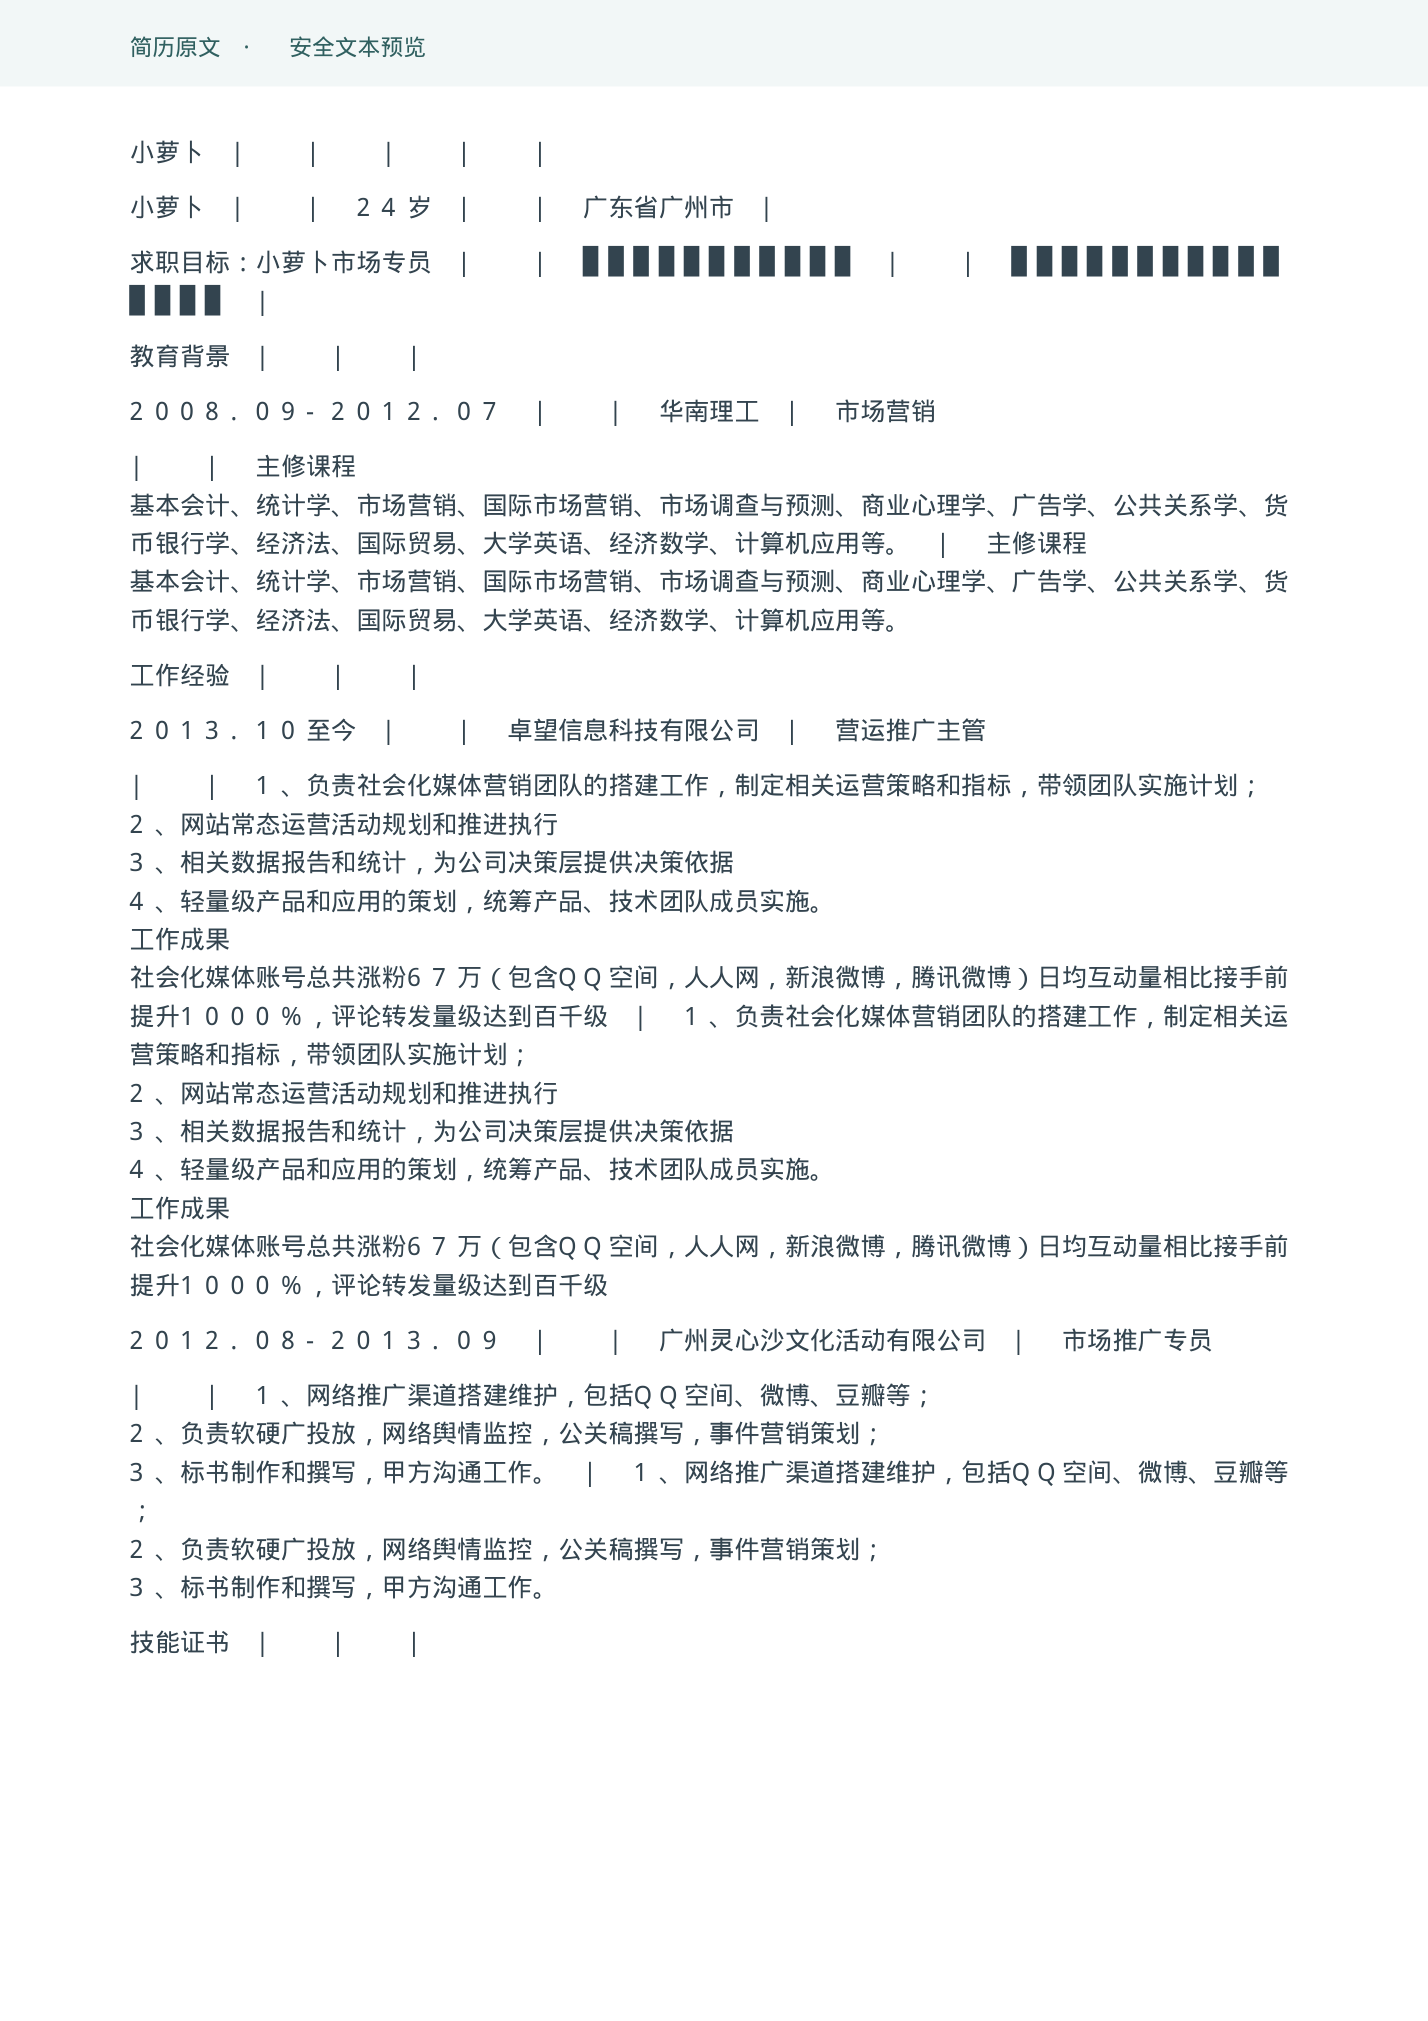 简历原文 · 安全文本预览
小萝卜 | | | | |
小萝卜 | | 24岁 | | 广东省广州市 |
求职目标：小萝卜市场专员 | | ███████████ | | ███████████
████ |
教育背景 | | |
2008.09-2012.07 | | 华南理工 | 市场营销
| | 主修课程
基本会计、统计学、市场营销、国际市场营销、市场调查与预测、商业心理学、广告学、公共关系学、货
币银行学、经济法、国际贸易、大学英语、经济数学、计算机应用等。 | 主修课程
基本会计、统计学、市场营销、国际市场营销、市场调查与预测、商业心理学、广告学、公共关系学、货
币银行学、经济法、国际贸易、大学英语、经济数学、计算机应用等。
工作经验 | | |
2013.10至今 | | 卓望信息科技有限公司 | 营运推广主管
| | 1、负责社会化媒体营销团队的搭建工作，制定相关运营策略和指标，带领团队实施计划；
2、网站常态运营活动规划和推进执行
3、相关数据报告和统计，为公司决策层提供决策依据
4、轻量级产品和应用的策划，统筹产品、技术团队成员实施。
工作成果
社会化媒体账号总共涨粉67万（包含QQ空间，人人网，新浪微博，腾讯微博）日均互动量相比接手前
提升1000%，评论转发量级达到百千级 | 1、负责社会化媒体营销团队的搭建工作，制定相关运
营策略和指标，带领团队实施计划；
2、网站常态运营活动规划和推进执行
3、相关数据报告和统计，为公司决策层提供决策依据
4、轻量级产品和应用的策划，统筹产品、技术团队成员实施。
工作成果
社会化媒体账号总共涨粉67万（包含QQ空间，人人网，新浪微博，腾讯微博）日均互动量相比接手前
提升1000%，评论转发量级达到百千级
2012.08-2013.09 | | 广州灵心沙文化活动有限公司 | 市场推广专员
| | 1、网络推广渠道搭建维护，包括QQ空间、微博、豆瓣等；
2、负责软硬广投放，网络舆情监控，公关稿撰写，事件营销策划；
3、标书制作和撰写，甲方沟通工作。 | 1、网络推广渠道搭建维护，包括QQ空间、微博、豆瓣等
；
2、负责软硬广投放，网络舆情监控，公关稿撰写，事件营销策划；
3、标书制作和撰写，甲方沟通工作。
技能证书 | | |